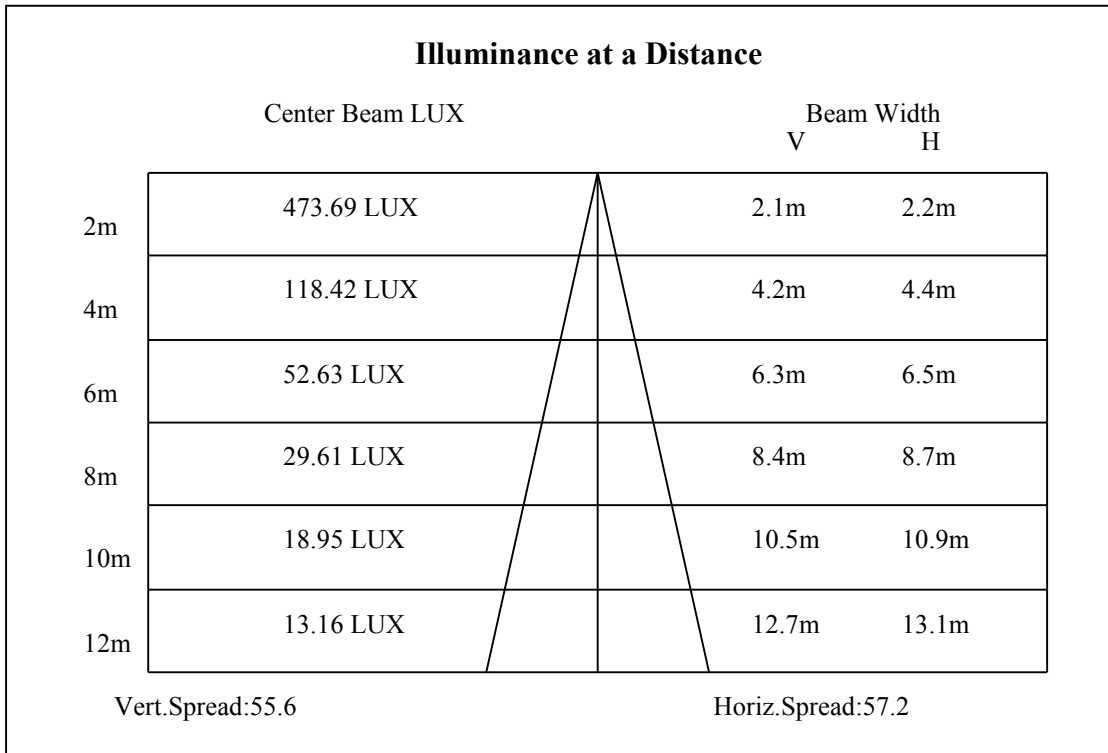 Illuminance at a Distance
Center Beam LUX Beam Width
V H
2m 473.69 LUX 2.1m 2.2m
4m 118.42 LUX 4.2m 4.4m
6m 52.63 LUX 6.3m 6.5m
8m 29.61 LUX 8.4m 8.7m
10m 18.95 LUX 10.5m 10.9m
12m 13.16 LUX 12.7m 13.1m
Vert.Spread:55.6 Horiz.Spread:57.2